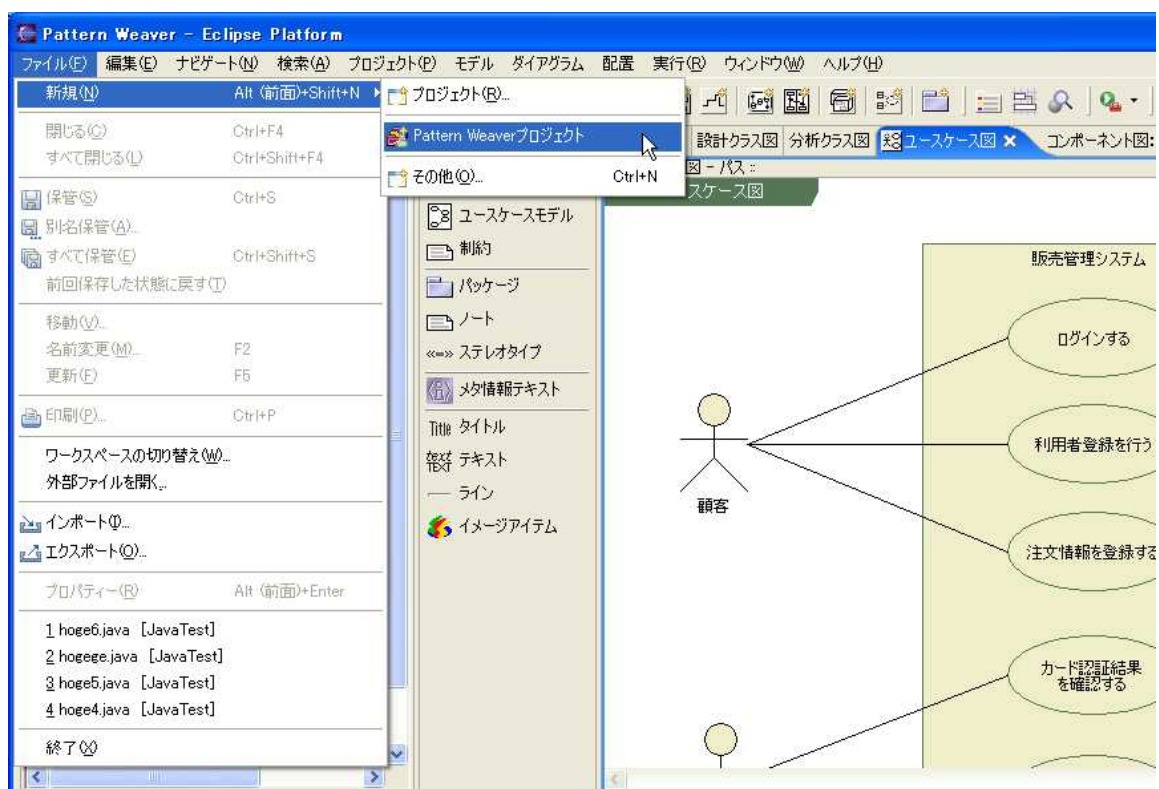 Pattern Weaver - Eclipse Platform
ファイル(F) 編集(E) ナビゲート(N) 検索(A) プロジェクト(P) モデル ダイアグラム 配置 実行(R) ウィンドウ(W) ヘルプ(H)
新規(N) Alt (前面)+Shift+N
プロジェクト(R)...
Pattern Weaverプロジェクト
その他(O)... Ctrl+N
閉じる(C) Ctrl+F4
すべて閉じる(L) Ctrl+Shift+F4
保管(S) Ctrl+S
別名保管(A)...
すべて保管(E) Ctrl+Shift+S
前回保存した状態に戻す(T)
移動(V)...
名前変更(M)... F2
更新(F) F5
印刷(P)... Ctrl+P
ワークスペースの切り替え(W)...
外部ファイルを開く...
インポート(I)...
エクスポート(O)...
プロパティー(R) Alt (前面)+Enter
1 hoge6.java [JavaTest]
2 hogege.java [JavaTest]
3 hoge5.java [JavaTest]
4 hoge4.java [JavaTest]
終了(X)
ユースケースモデル
制約
パッケージ
ノート
«=» ステレオタイプ
メタ情報テキスト
Title タイトル
テキスト
ライン
イメージアイテム
設計クラス図 分析クラス図 ユースケース図 コンポーネント図:
図 - パス ::
スケース図
販売管理システム
ログインする
利用者登録を行う
注文情報を登録する
カード認証結果
を確認する
顧客